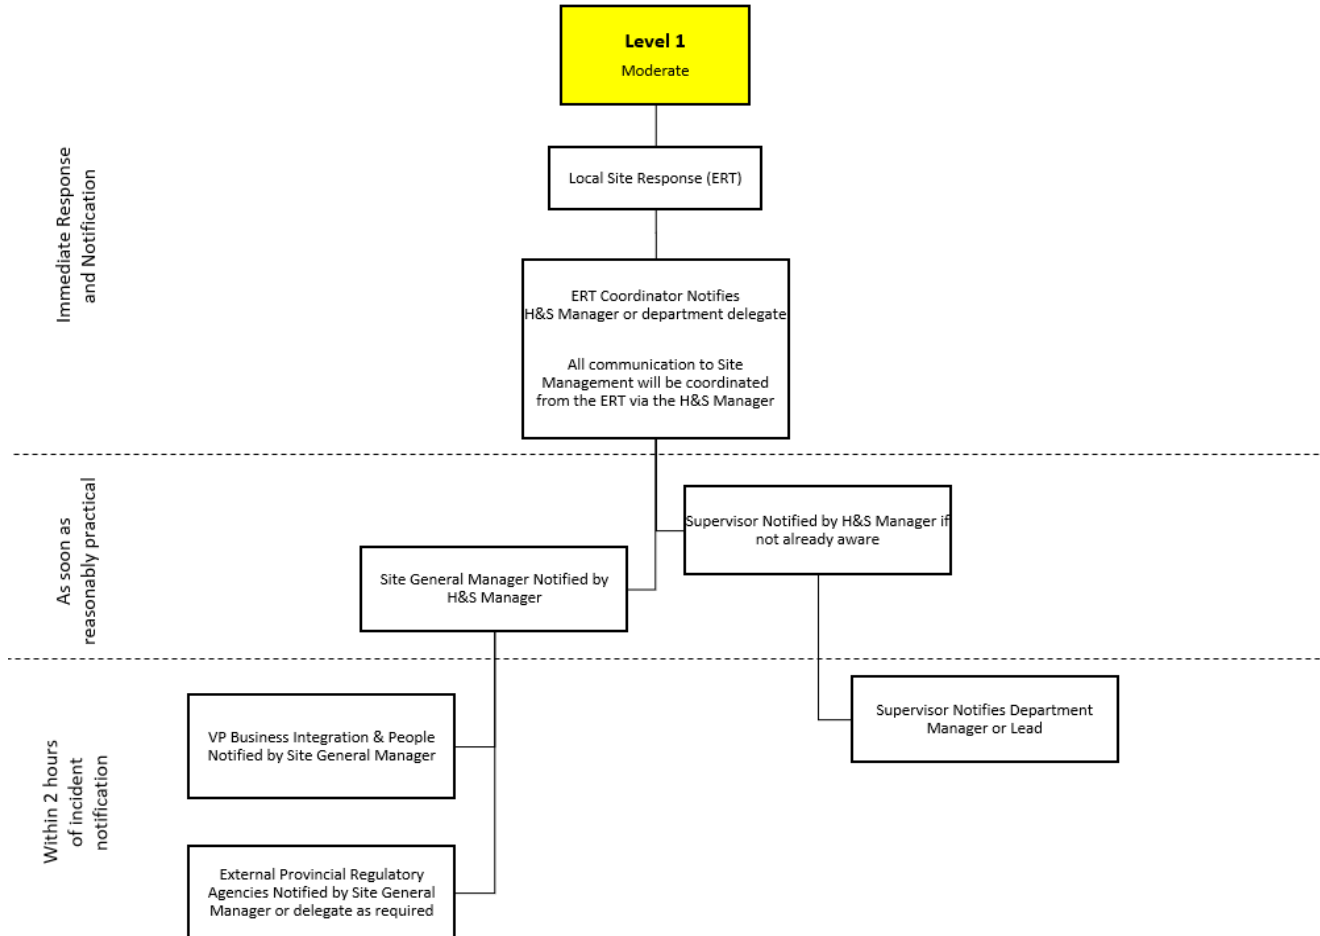 Level 1
Moderate
Immediate Response
and Notification
Local Site Response (ERT)
ERT Coordinator Notifies
H&S Manager or department delegate
All communication to Site
Management will be coordinated
from the ERT via the H&S Manager
As soon as
reasonably practical
Supervisor Notified by H&S Manager if
not already aware
Site General Manager Notified by
H&S Manager
Within 2 hours
of incident
notification
Supervisor Notifies Department
Manager or Lead
VP Business Integration & People
Notified by Site General Manager
External Provincial Regulatory
Agencies Notified by Site General
Manager or delegate as required